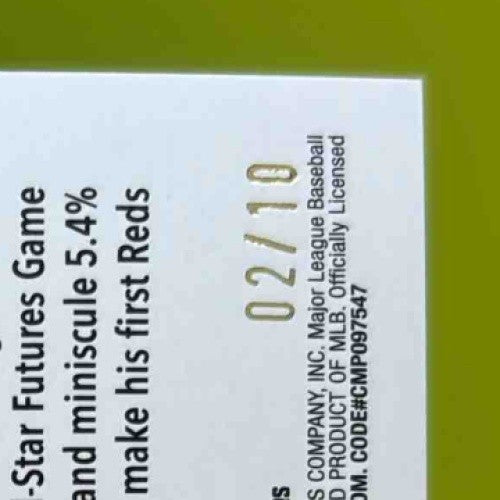 -Star Futures Game
and miniscule 5.4%
make his first Reds
02/10
COMPANY, INC. Major League Baseball
PRODUCT OF MLB. Officially Licensed
CODE#CMP097547